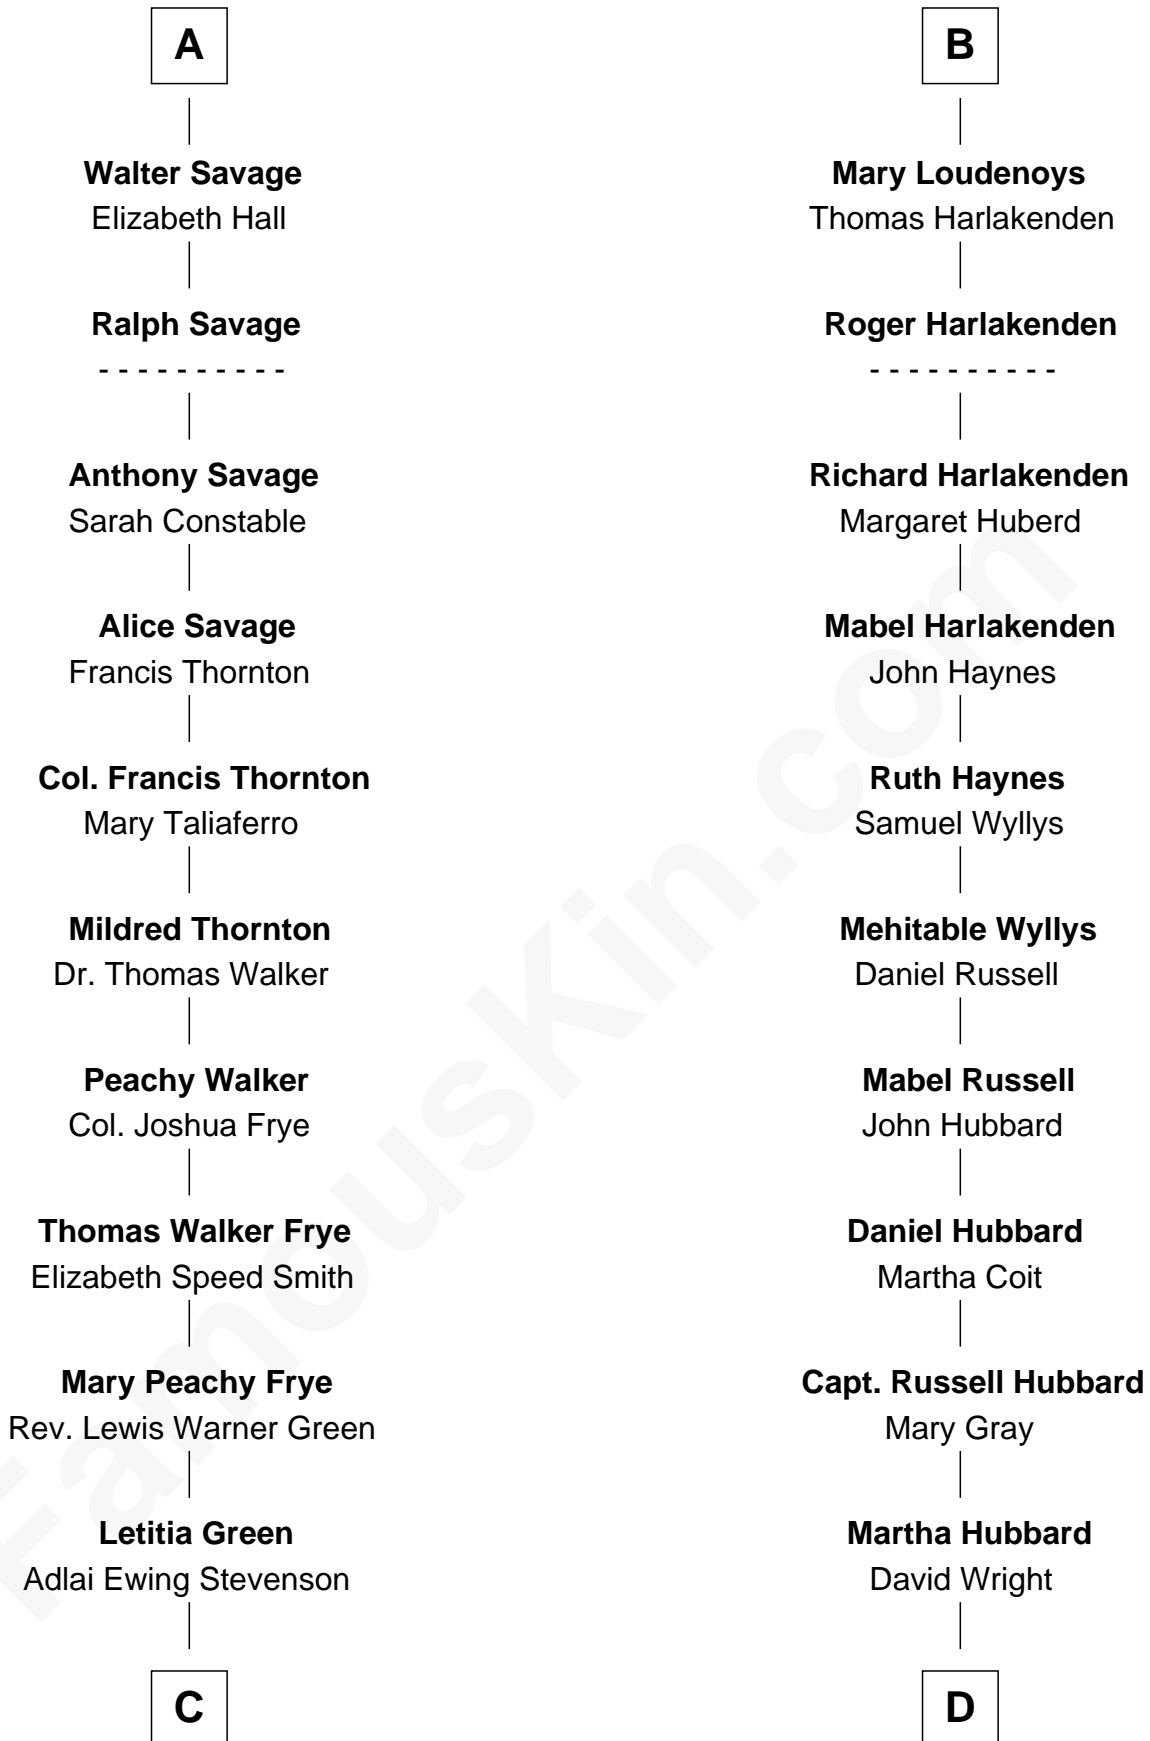 A
Walter Savage
Elizabeth Hall
Ralph Savage
- - - - - - - - - -
Anthony Savage
Sarah Constable
Alice Savage
Francis Thornton
Col. Francis Thornton
Mary Taliaferro
Mildred Thornton
Dr. Thomas Walker
Peachy Walker
Col. Joshua Frye
Thomas Walker Frye
Elizabeth Speed Smith
Mary Peachy Frye
Rev. Lewis Warner Green
Letitia Green
Adlai Ewing Stevenson
C
B
Mary Loudenoys
Thomas Harlakenden
Roger Harlakenden
- - - - - - - - - -
Richard Harlakenden
Margaret Huberd
Mabel Harlakenden
John Haynes
Ruth Haynes
Samuel Wyllys
Mehitable Wyllys
Daniel Russell
Mabel Russell
John Hubbard
Daniel Hubbard
Martha Coit
Capt. Russell Hubbard
Mary Gray
Martha Hubbard
David Wright
D
FamousKin.com